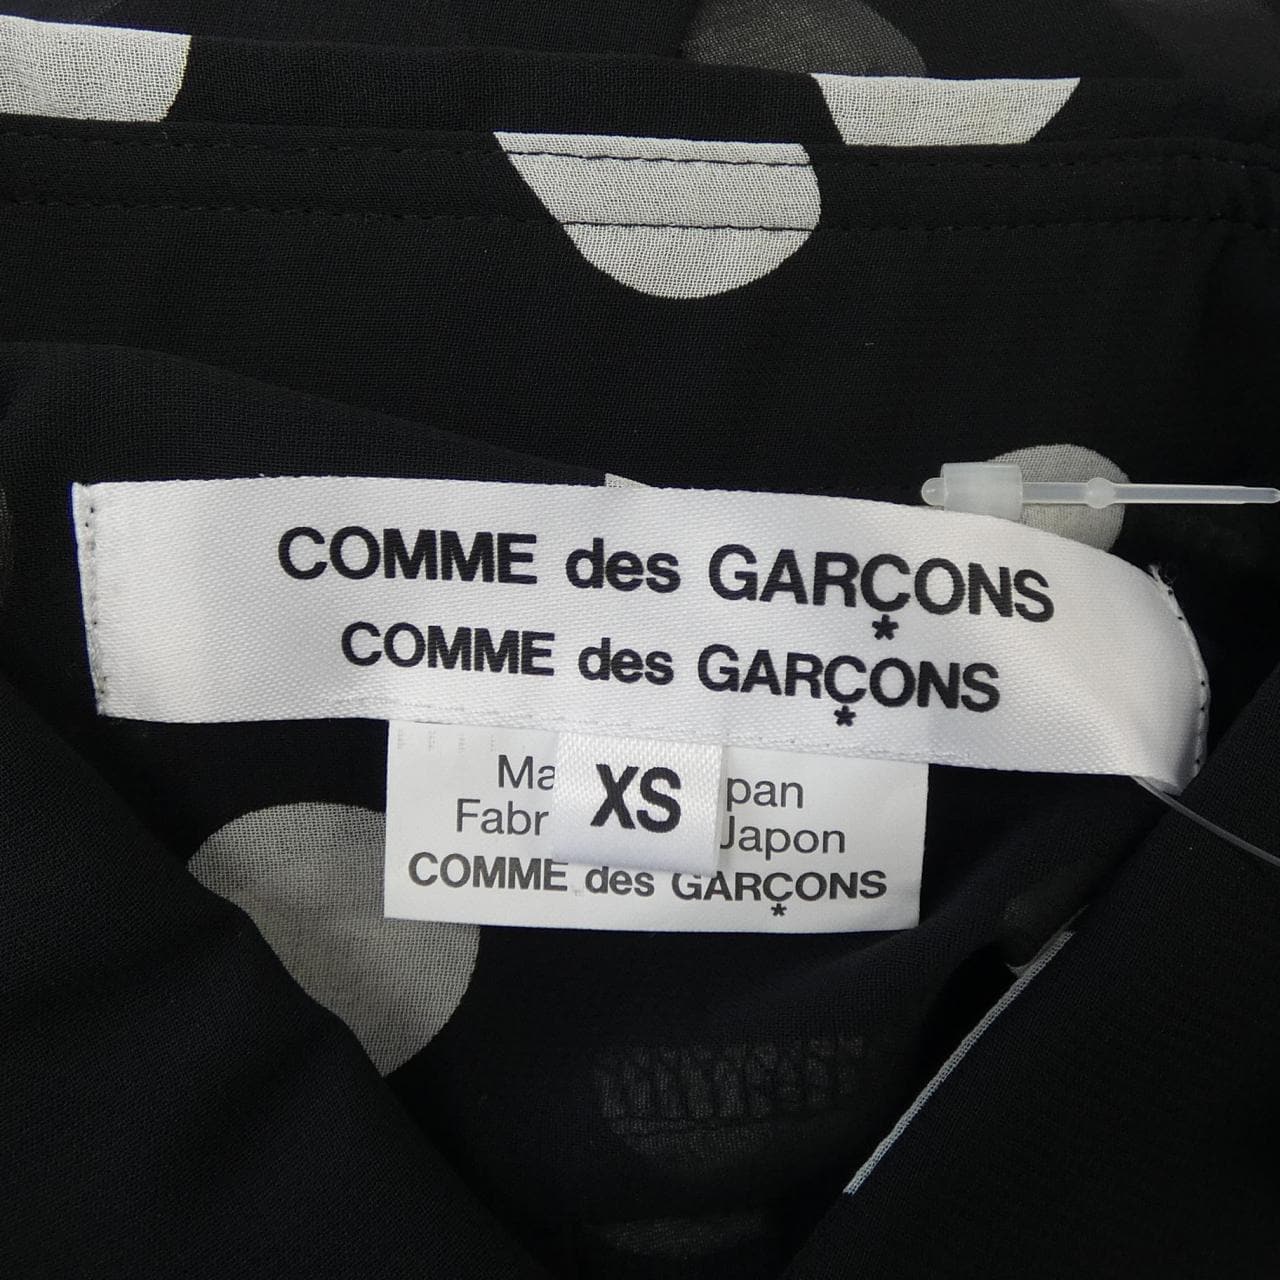 COMME des GARÇONS
COMME des GARÇONS
XS
Ma pan
Fabr Japon
COMME des GARÇONS